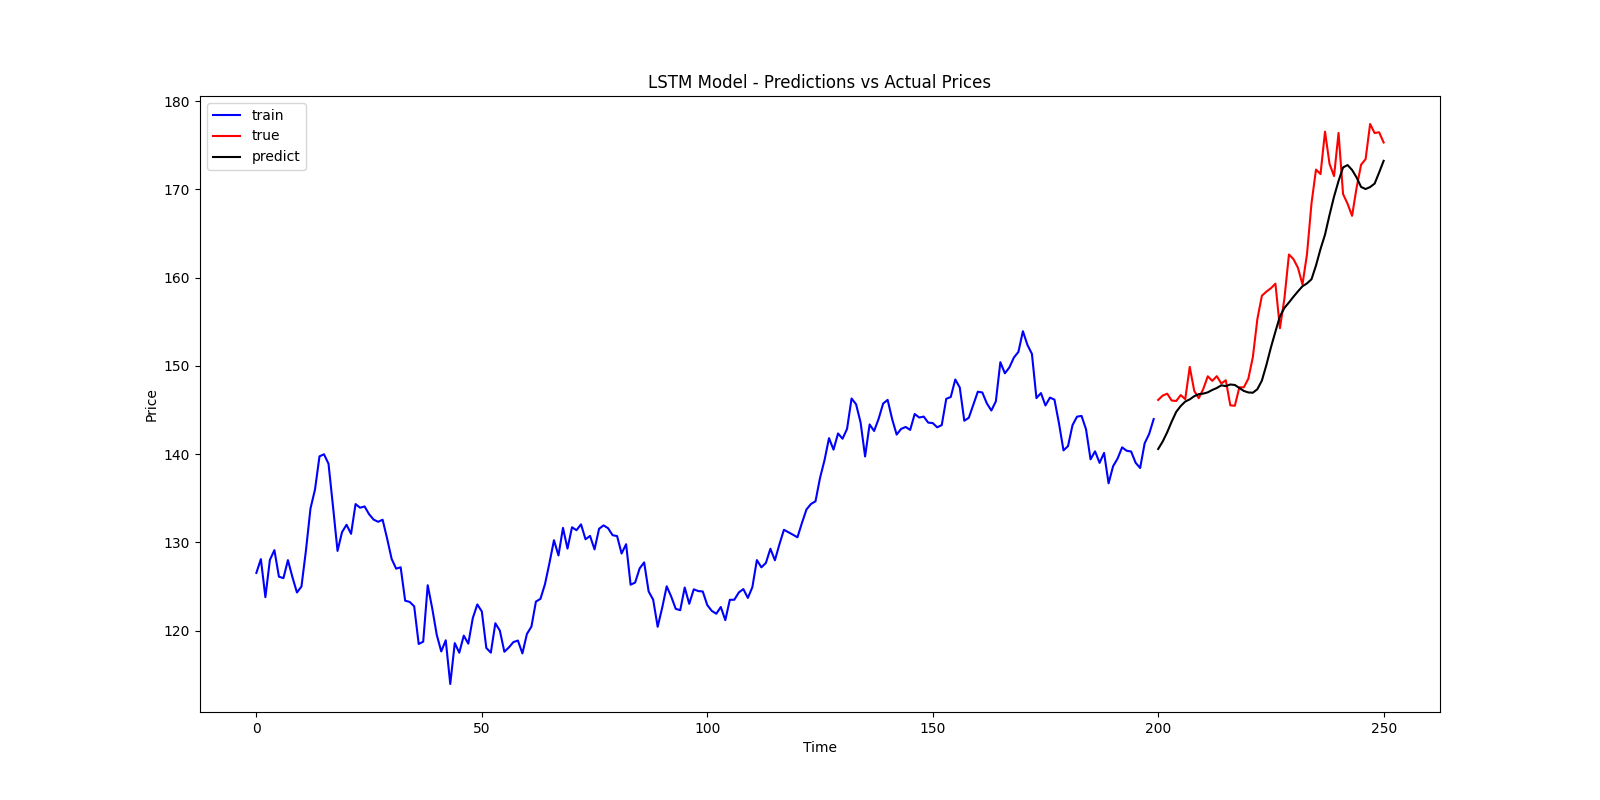 LSTM Model - Predictions vs Actual Prices
train
true
predict
180
170
160
150
140
130
120
Price
0 50 100 150 200 250
Time